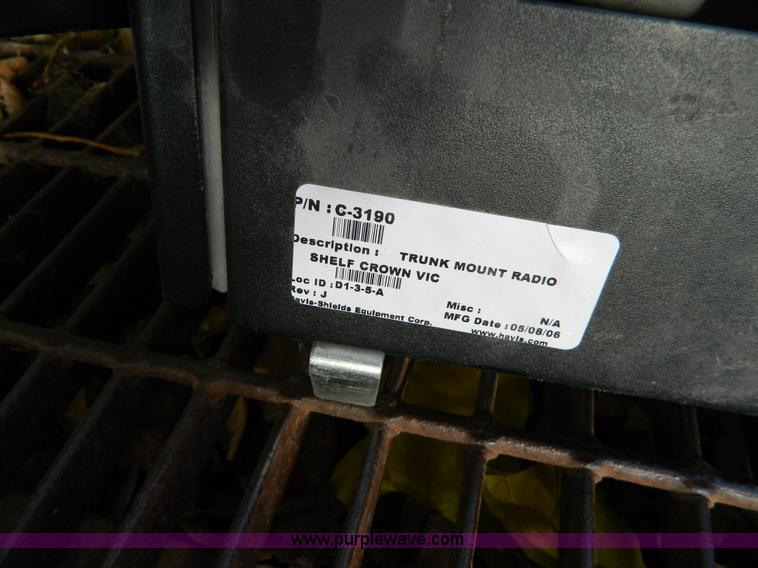 P/N : C-3190
Description : TRUNK MOUNT RADIO
SHELF CROWN VIC
Loc ID : D1-3-5-A
Rev : J
Misc : N/A
MFG Date : 05/08/06
Havis-Shields Equipment Corp.
www.havis.com
www.purplewave.com